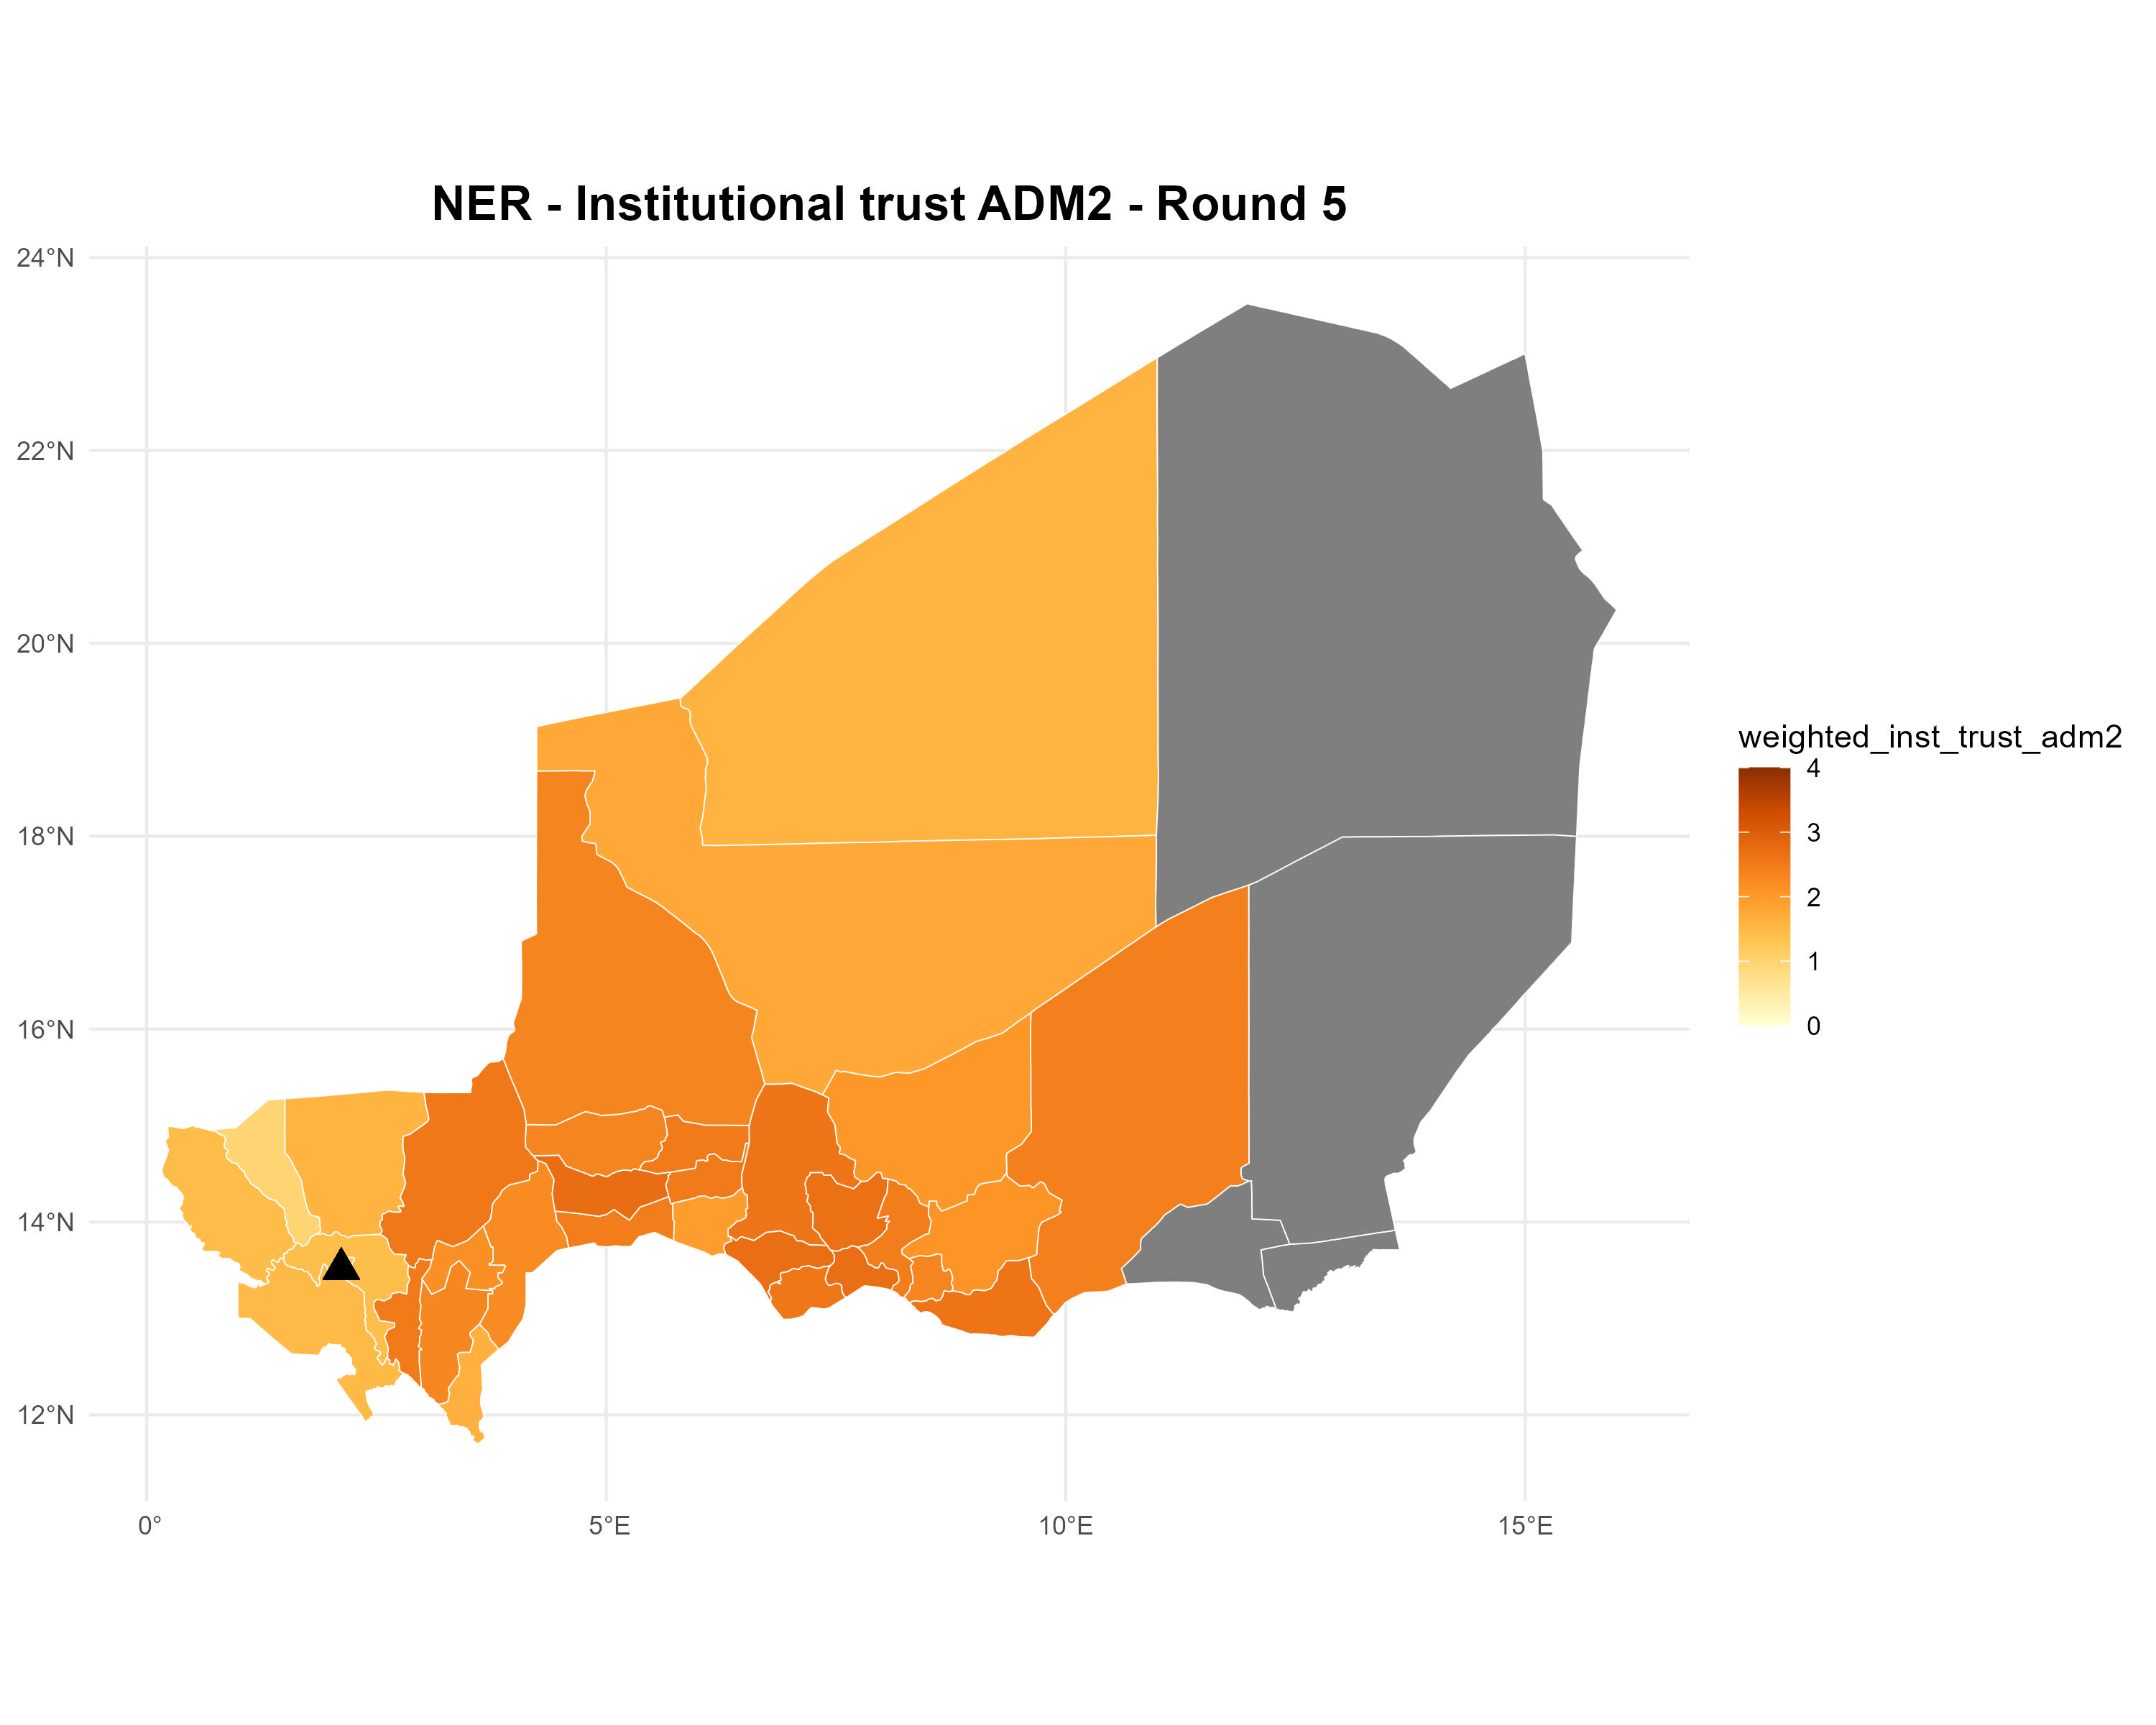 NER - Institutional trust ADM2 - Round 5
24°N
22°N
20°N
18°N
16°N
14°N
12°N
0°
5°E
10°E
15°E
weighted_inst_trust_adm2
4
3
2
1
0